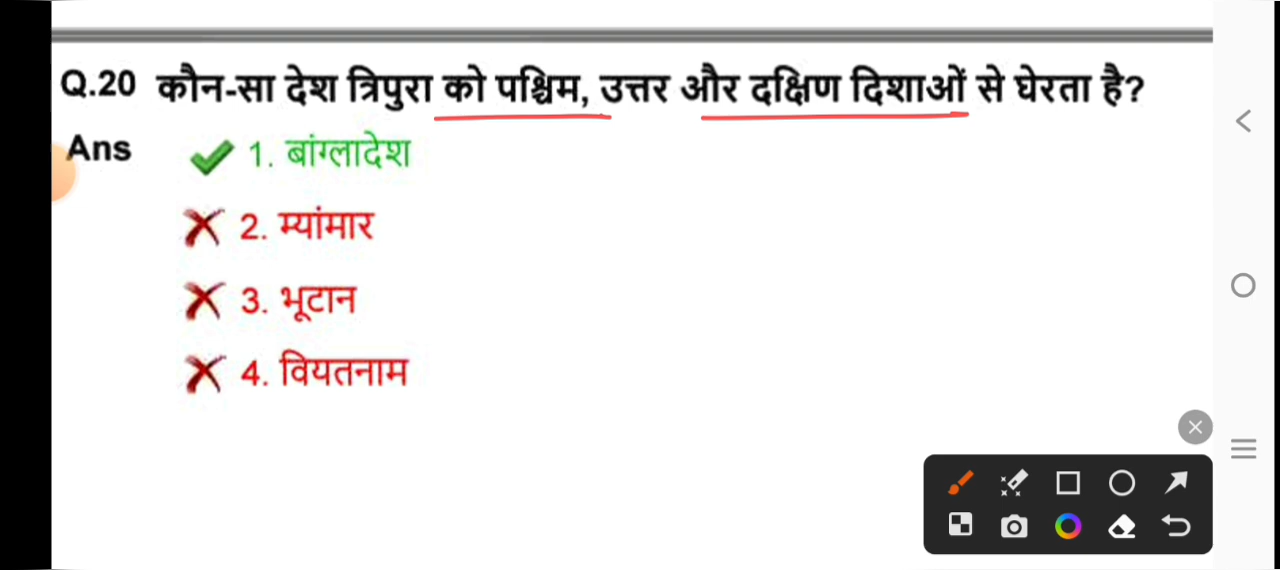 Q.20 कौन-सा देश त्रिपुरा को पश्चिम, उत्तर और दक्षिण दिशाओं से घेरता है?
Ans 1. बांग्लादेश
2. म्यांमार
3. भूटान
4. वियतनाम